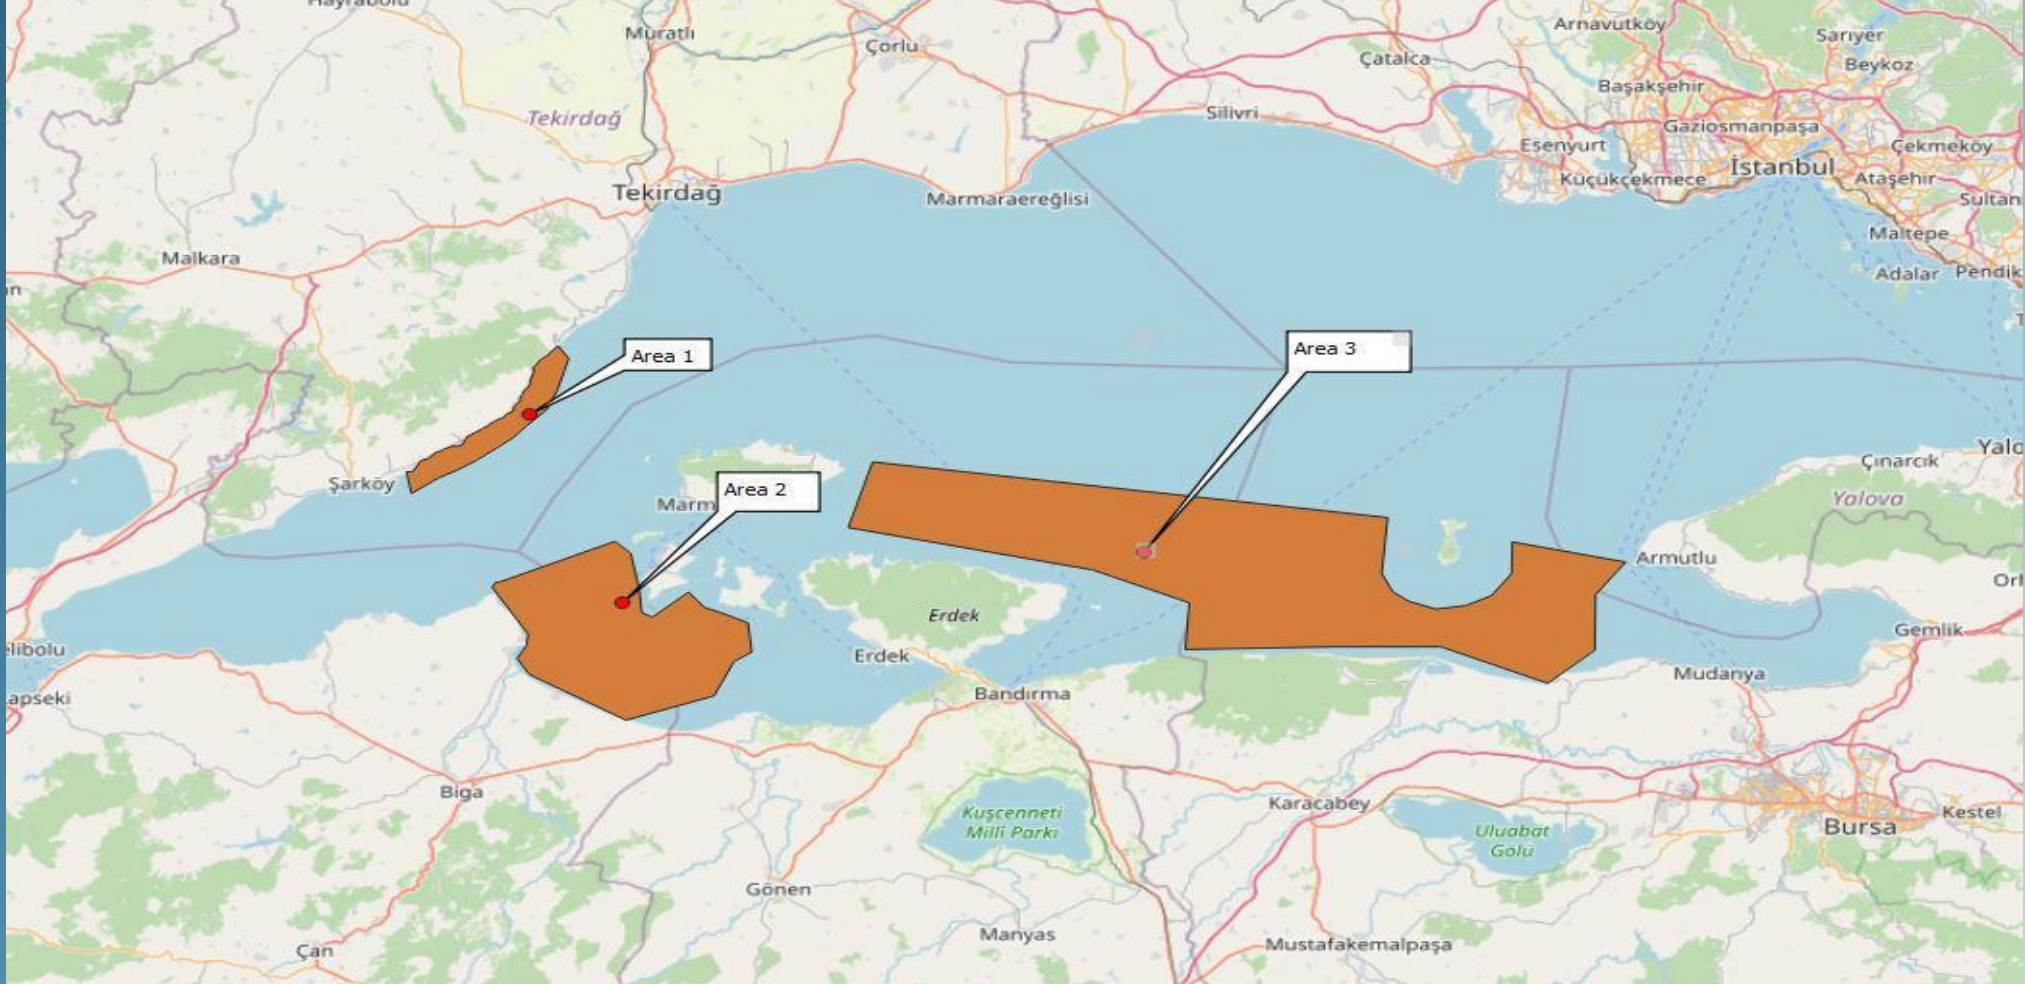 Hayrabolu
Muratlı
Çorlu
Arnavutköy
Sarıyer
Çatalca
Beykoz
Başakşehir
Tekirdağ
Silivri
Gaziosmanpaşa
Esenyurt
Çekmeköy
İstanbul
Küçükçekmece
Ataşehir
Tekirdağ
Marmaraereğlisi
Sultan
Maltepe
Malkara
Adalar
Pendik
Area 1
Area 3
Yalo
Çınarcık
Şarköy
Area 2
Yalova
Marm
Armutlu
Erdek
Gemlik
elibolu
Erdek
Mudanya
apseki
Bandırma
Biga
Karacabey
Kuşcenneti
Milli Parkı
Kestel
Bursa
Uluabat
Gölü
Gönen
Manyas
Mustafakemalpaşa
Çan